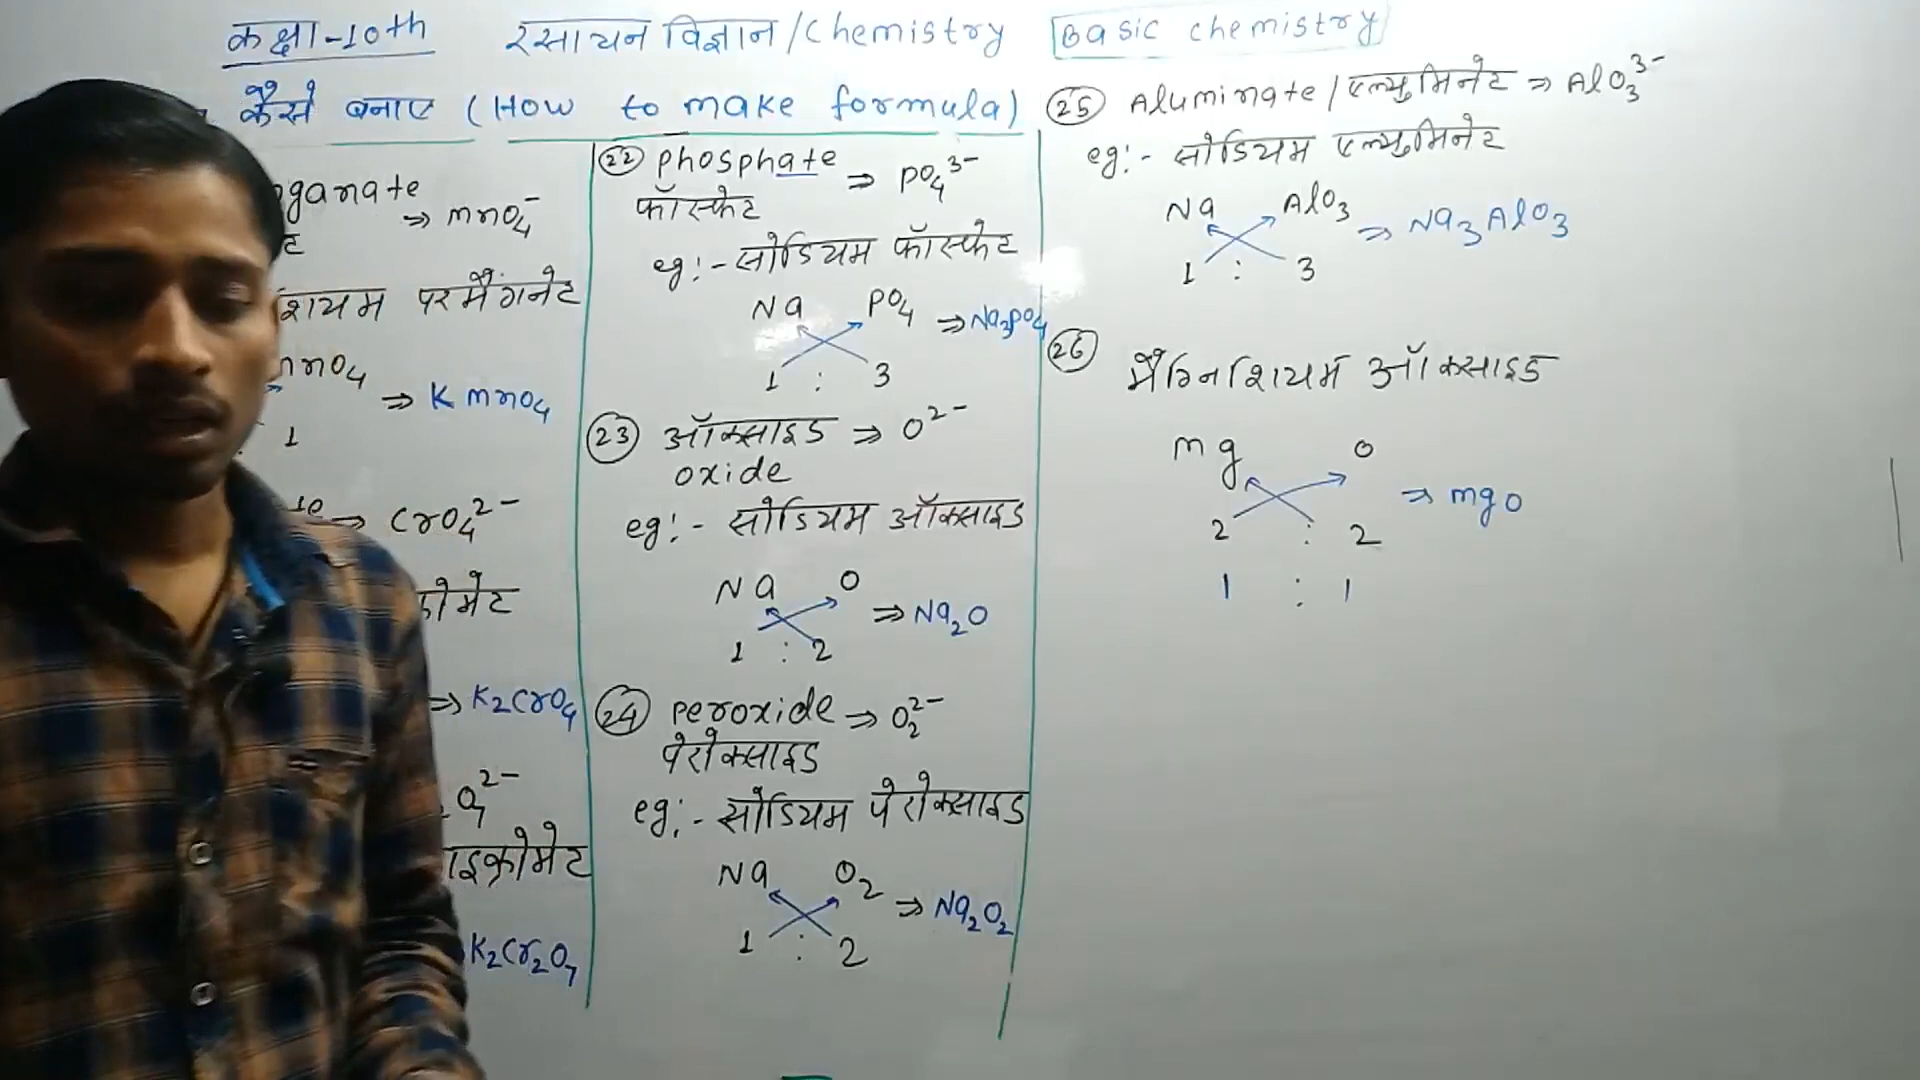 कक्षा-10th रसायन विज्ञान/Chemistry Basic chemistry
कैसे बनाए (How to make formula)
ganate
⇒ mnO₄⁻
शियम परमैंगनेट
nO₄ ⇒ KmnO₄
1
⇒ CrO₄²⁻
ोमेट
⇒ K₂CrO₄
O₇²⁻
ाइक्रोमेट
K₂Cr₂O₇
(22) phosphate ⇒ PO₄³⁻
फॉस्फेट
eg:- सोडियम फॉस्फेट
Na PO₄ ⇒ Na₃PO₄
1 : 3
(23) ऑक्साइड ⇒ O²⁻
oxide
eg:- सोडियम ऑक्साइड
Na O ⇒ Na₂O
1 : 2
(24) peroxide ⇒ O₂²⁻
पेरोक्साइड
eg:- सोडियम पेरोक्साइड
Na O₂ ⇒ Na₂O₂
1 : 2
(25) Aluminate/एल्युमिनेट ⇒ AlO₃³⁻
eg:- सोडियम एल्युमिनेट
Na AlO₃ ⇒ Na₃AlO₃
1 : 3
(26) मैग्निशियम ऑक्साइड
mg O ⇒ mgO
2 : 2
1 : 1